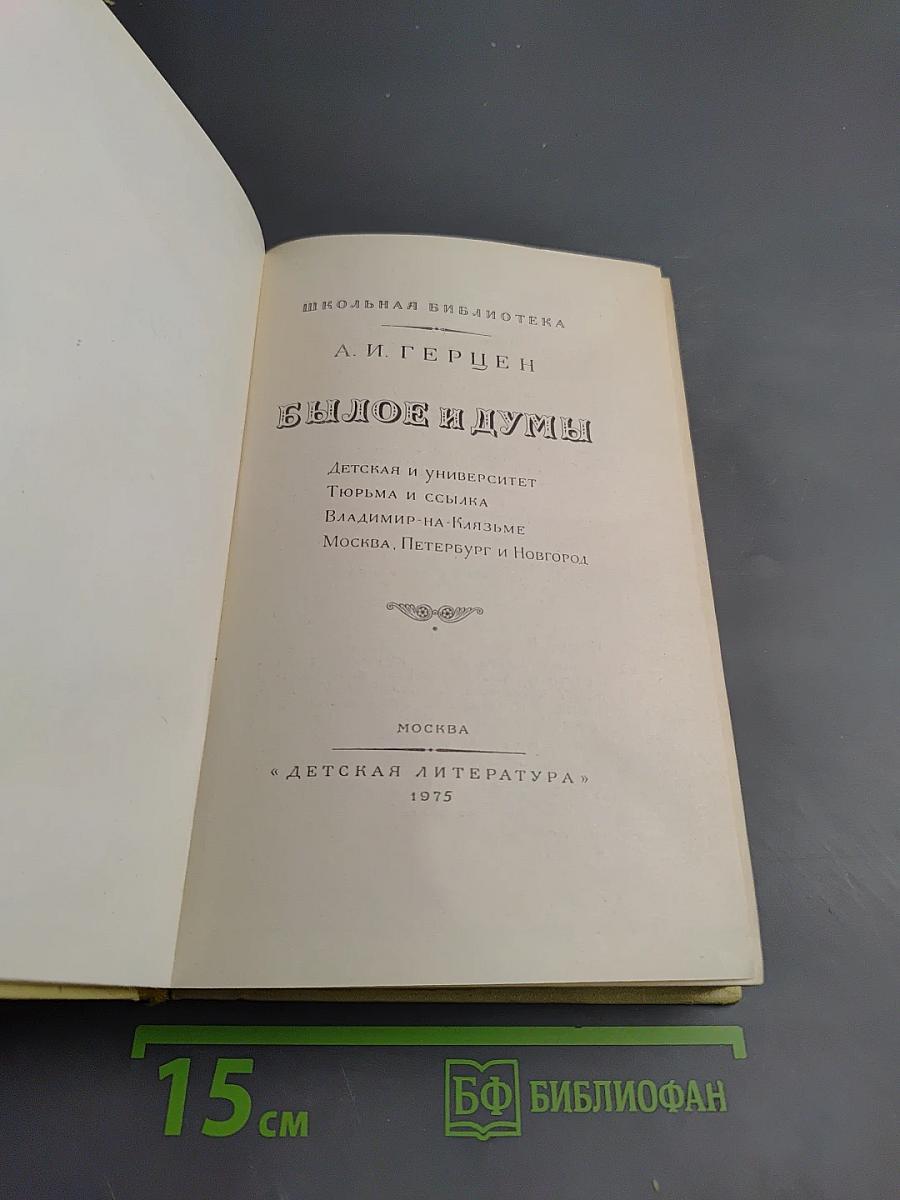 ШКОЛЬНАЯ БИБЛИОТЕКА
А. И. ГЕРЦЕН
БЫЛОЕ И ДУМЫ
Детская и университет
Тюрьма и ссылка
Владимир-на-Клязьме
Москва, Петербург и Новгород
МОСКВА
«ДЕТСКАЯ ЛИТЕРАТУРА»
1975
15 см
БФ БИБЛИОФАН